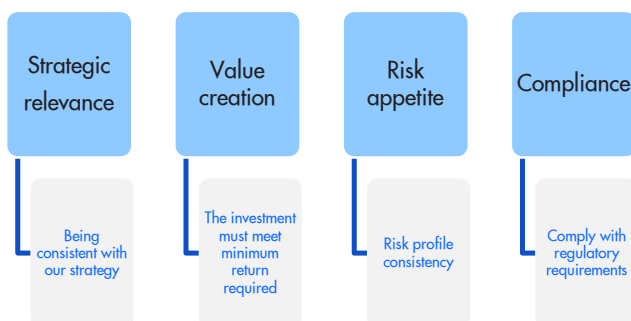 Strategic
relevance
Value
creation
Risk
appetite
Compliance
Being
consistent with
our strategy
The investment
must meet
minimum
return
required
Risk profile
consistency
Comply with
regulatory
requirements